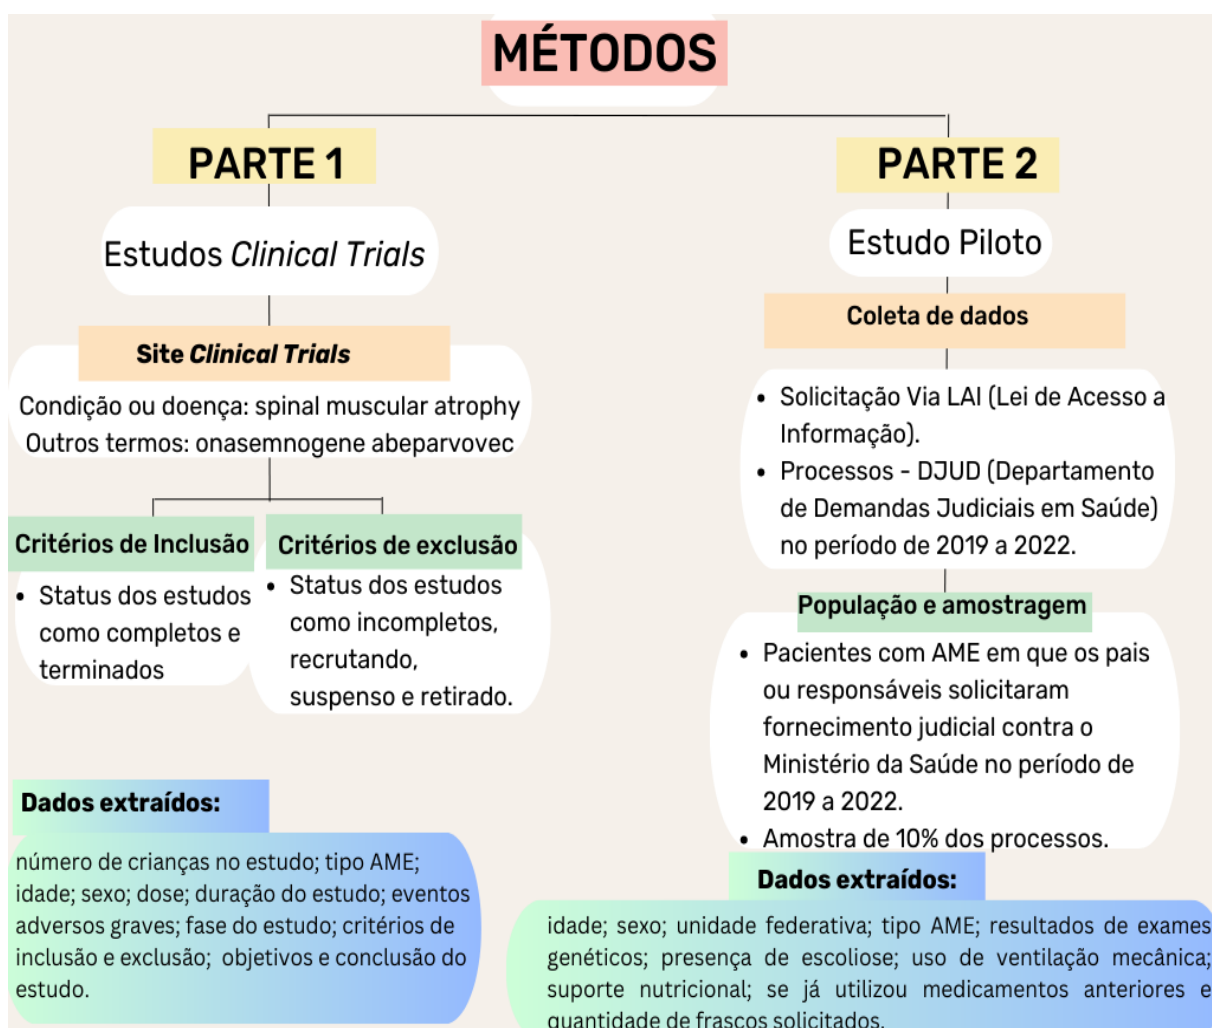 MÉTODOS
PARTE 1
Estudos Clinical Trials
Site Clinical Trials
Condição ou doença: spinal muscular atrophy
Outros termos: onasemnogene abeparvovec
Critérios de Inclusão
• Status dos estudos
como completos e
terminados
Critérios de exclusão
• Status dos estudos
como incompletos,
recrutando,
suspenso e retirado.
Dados extraídos:
número de crianças no estudo; tipo AME;
idade; sexo; dose; duração do estudo; eventos
adversos graves; fase do estudo; critérios de
inclusão e exclusão; objetivos e conclusão do
estudo.
PARTE 2
Estudo Piloto
Coleta de dados
• Solicitação Via LAI (Lei de Acesso a
Informação).
• Processos - DJUD (Departamento
de Demandas Judiciais em Saúde)
no período de 2019 a 2022.
População e amostragem
• Pacientes com AME em que os pais
ou responsáveis solicitaram
fornecimento judicial contra o
Ministério da Saúde no período de
2019 a 2022.
• Amostra de 10% dos processos.
Dados extraídos:
idade; sexo; unidade federativa; tipo AME; resultados de exames
genéticos; presença de escoliose; uso de ventilação mecânica;
suporte nutricional; se já utilizou medicamentos anteriores e
quantidade de frascos solicitados.